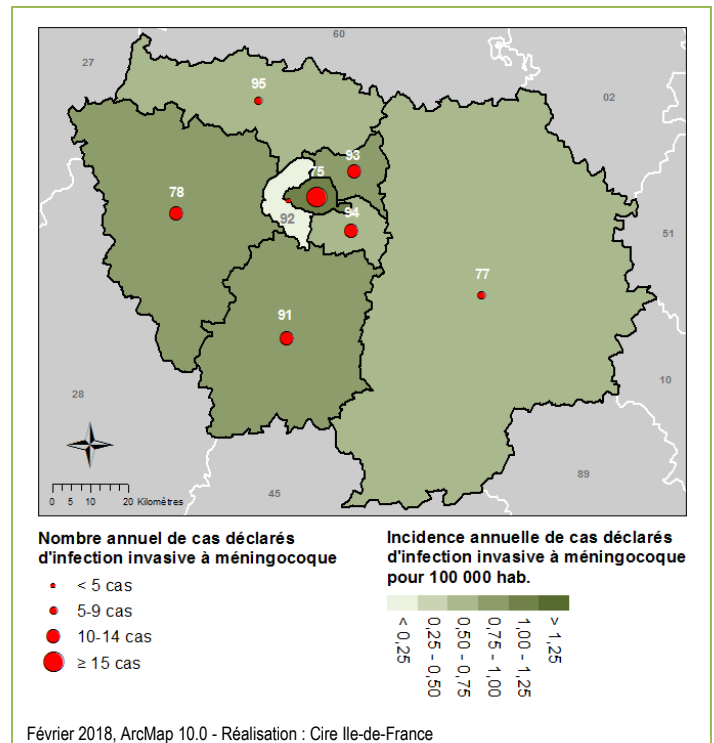 60
27
95
02
93
75
78
94
92
51
77
91
10
28
89
45
0 5 10 20 Kilomètres
Nombre annuel de cas déclarés
d'infection invasive à méningocoque
< 5 cas
5-9 cas
10-14 cas
≥ 15 cas
Incidence annuelle de cas déclarés
d'infection invasive à méningocoque
pour 100 000 hab.
< 0,25
0,25 - 0,50
0,50 - 0,75
0,75 - 1,00
1,00 - 1,25
> 1,25
Février 2018, ArcMap 10.0 - Réalisation : Cire Ile-de-France